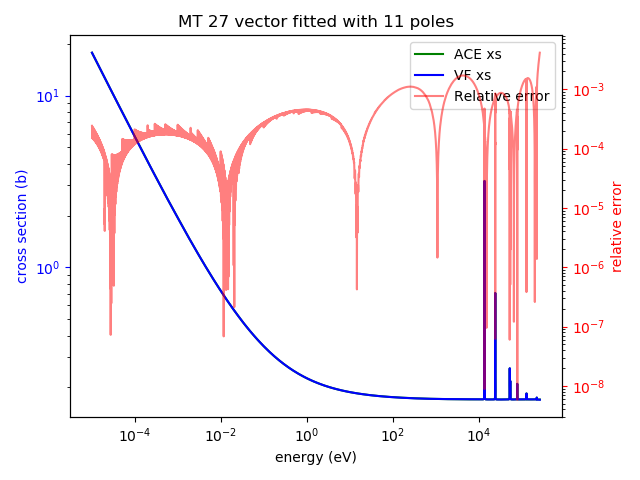 MT 27 vector fitted with 11 poles
ACE xs
VF xs
Relative error
cross section (b)
10^1
10^0
10^-3
10^-4
10^-5
10^-6
10^-7
10^-8
relative error
10^-4
10^-2
10^0
10^2
10^4
energy (eV)